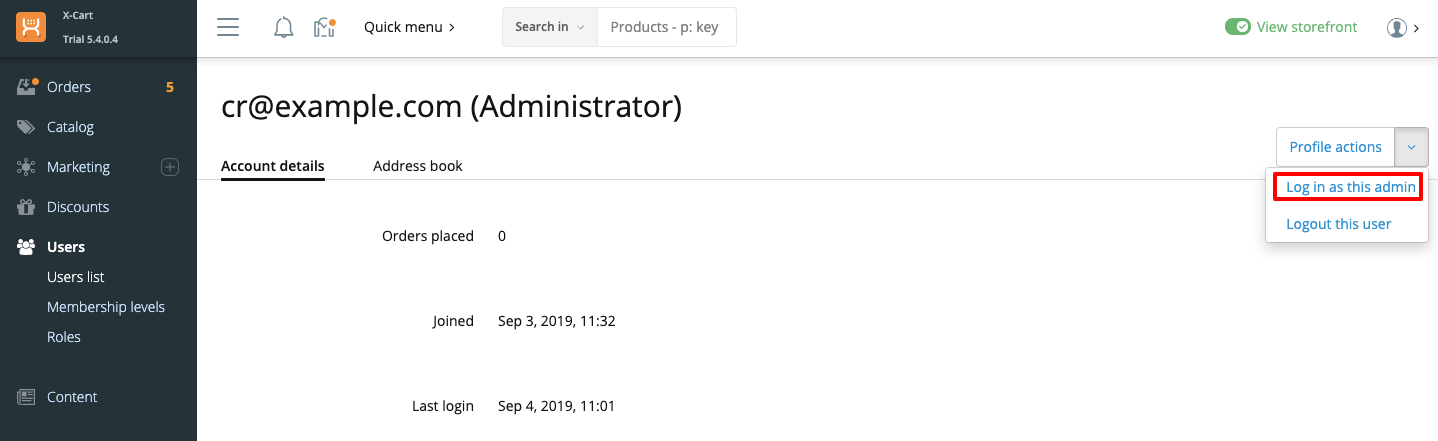 X-Cart
Trial 5.4.0.4
Quick menu
Search in
Products - p: key
View storefront
Orders 5
Catalog
Marketing
Discounts
Users
Users list
Membership levels
Roles
Content
cr@example.com (Administrator)
Profile actions
Account details Address book
Log in as this admin
Logout this user
Orders placed 0
Joined Sep 3, 2019, 11:32
Last login Sep 4, 2019, 11:01